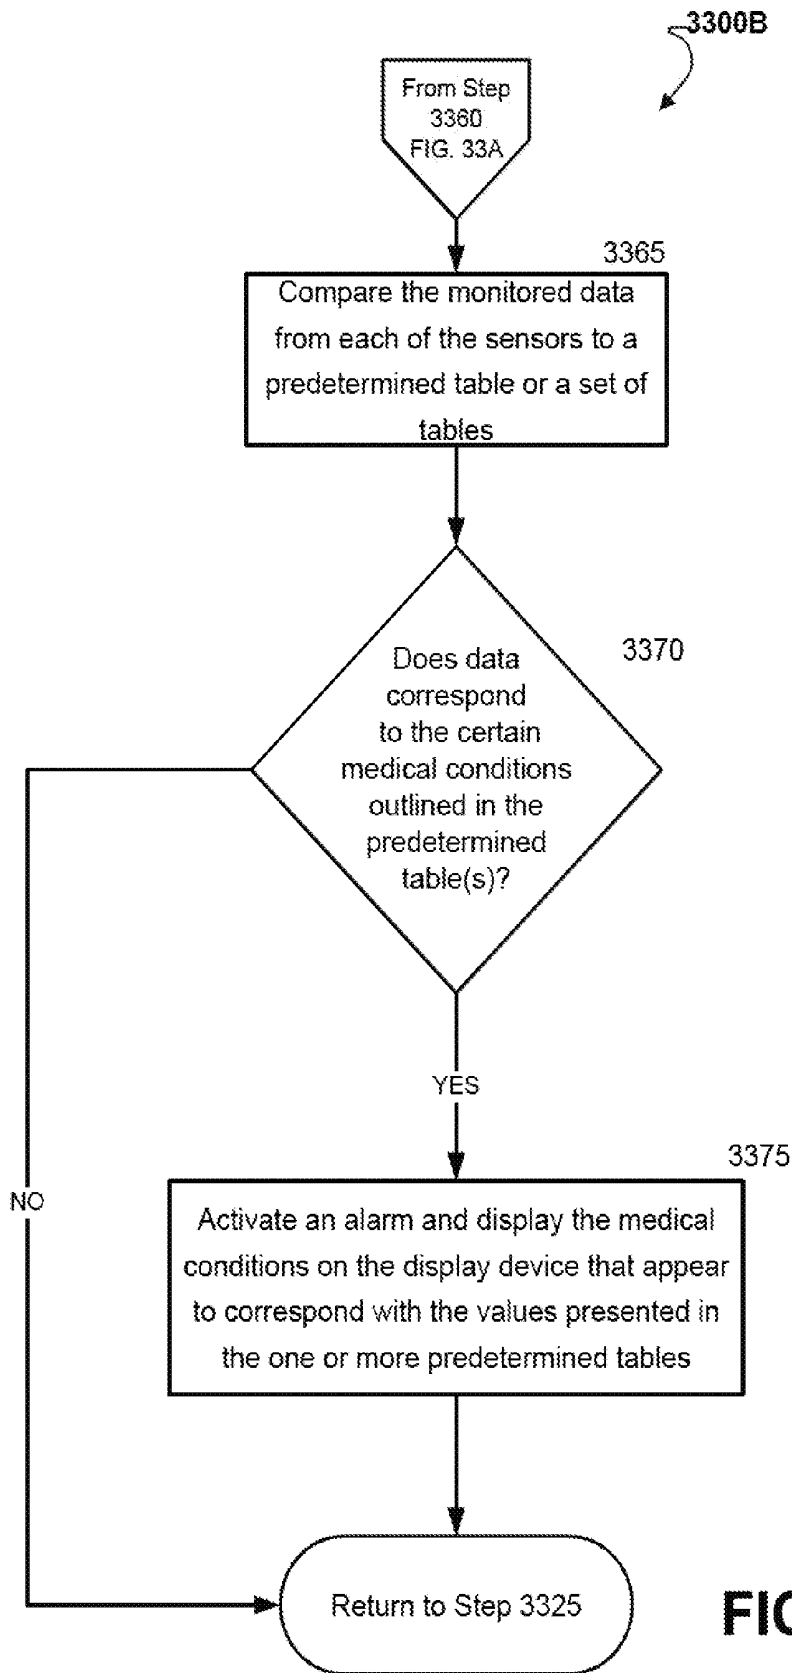 3300B
From Step
3360
FIG. 33A
3365
Compare the monitored data
from each of the sensors to a
predetermined table or a set of
tables
3370
Does data
correspond
to the certain
medical conditions
outlined in the
predetermined
table(s)?
YES
NO
3375
Activate an alarm and display the medical
conditions on the display device that appear
to correspond with the values presented in
the one or more predetermined tables
Return to Step 3325
FIG